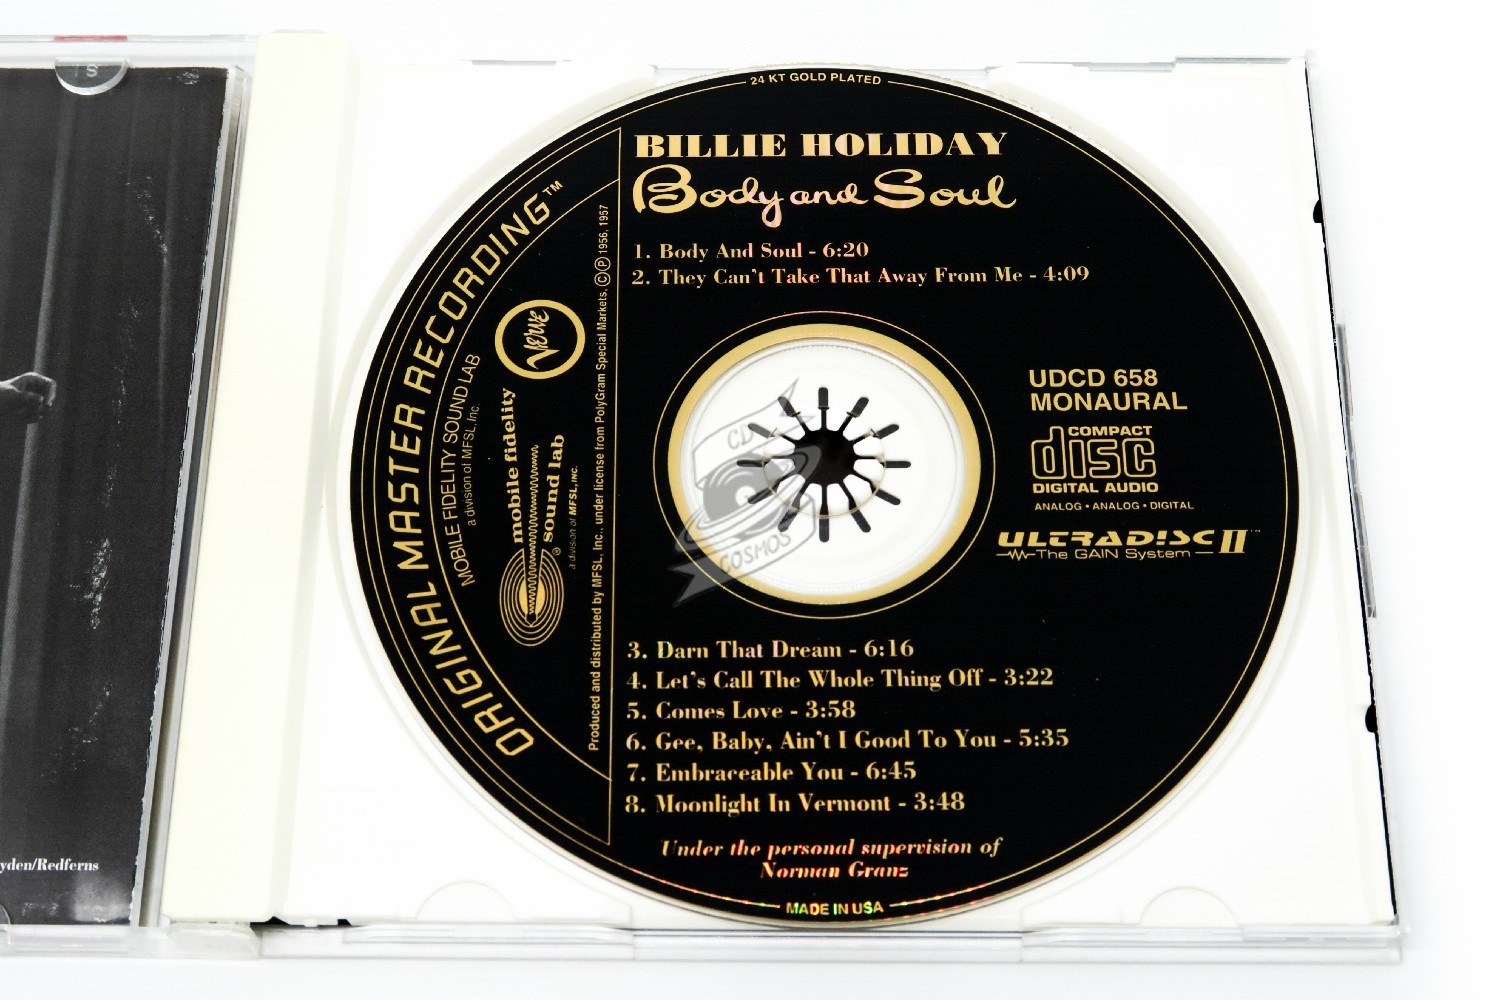 24 KT GOLD PLATED
BILLIE HOLIDAY
Body and Soul
1. Body And Soul - 6:20
2. They Can't Take That Away From Me - 4:09
ORIGINAL MASTER RECORDING™
MOBILE FIDELITY SOUND LAB
a division of MFSL, Inc.
Verve
mobile fidelity
sound lab
®
a division of MFSL, INC.
Produced and distributed by MFSL, Inc., under license from PolyGram Special Markets, Ⓒ Ⓟ 1956, 1957
UDCD 658
MONAURAL
COMPACT
disc
DIGITAL AUDIO
ANALOG • ANALOG • DIGITAL
ULTRADISC II™
The GAIN System
CD
COSMOS
3. Darn That Dream - 6:16
4. Let's Call The Whole Thing Off - 3:22
5. Comes Love - 3:58
6. Gee, Baby, Ain't I Good To You - 5:35
7. Embraceable You - 6:45
8. Moonlight In Vermont - 3:48
Under the personal supervision of
Norman Granz
MADE IN USA
yden/Redferns
S